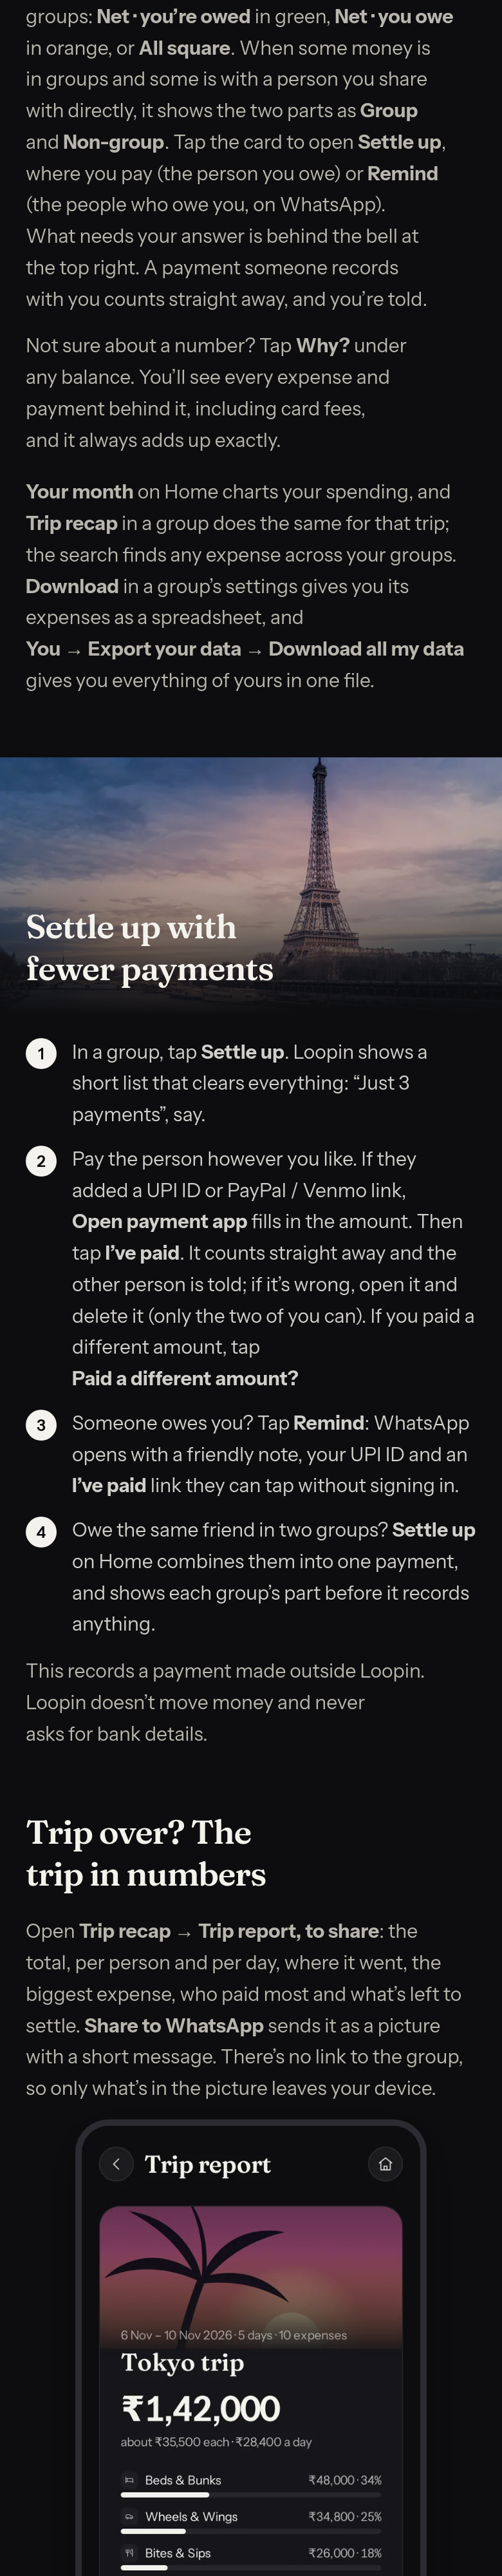 groups: Net · you’re owed in green, Net · you owe
in orange, or All square. When some money is
in groups and some is with a person you share
with directly, it shows the two parts as Group
and Non-group. Tap the card to open Settle up,
where you pay (the person you owe) or Remind
(the people who owe you, on WhatsApp).
What needs your answer is behind the bell at
the top right. A payment someone records
with you counts straight away, and you’re told.
Not sure about a number? Tap Why? under
any balance. You’ll see every expense and
payment behind it, including card fees,
and it always adds up exactly.
Your month on Home charts your spending, and
Trip recap in a group does the same for that trip;
the search finds any expense across your groups.
Download in a group’s settings gives you its
expenses as a spreadsheet, and
You → Export your data → Download all my data
gives you everything of yours in one file.
Settle up with
fewer payments
1 In a group, tap Settle up. Loopin shows a
short list that clears everything: “Just 3
payments”, say.
2 Pay the person however you like. If they
added a UPI ID or PayPal / Venmo link,
Open payment app fills in the amount. Then
tap I’ve paid. It counts straight away and the
other person is told; if it’s wrong, open it and
delete it (only the two of you can). If you paid a
different amount, tap
Paid a different amount?
3 Someone owes you? Tap Remind: WhatsApp
opens with a friendly note, your UPI ID and an
I’ve paid link they can tap without signing in.
4 Owe the same friend in two groups? Settle up
on Home combines them into one payment,
and shows each group’s part before it records
anything.
This records a payment made outside Loopin.
Loopin doesn’t move money and never
asks for bank details.
Trip over? The
trip in numbers
Open Trip recap → Trip report, to share: the
total, per person and per day, where it went, the
biggest expense, who paid most and what’s left to
settle. Share to WhatsApp sends it as a picture
with a short message. There’s no link to the group,
so only what’s in the picture leaves your device.
Trip report
6 Nov – 10 Nov 2026 · 5 days · 10 expenses
Tokyo trip
₹1,42,000
about ₹35,500 each · ₹28,400 a day
Beds & Bunks ₹48,000 · 34%
Wheels & Wings ₹34,800 · 25%
Bites & Sips ₹26,000 · 18%